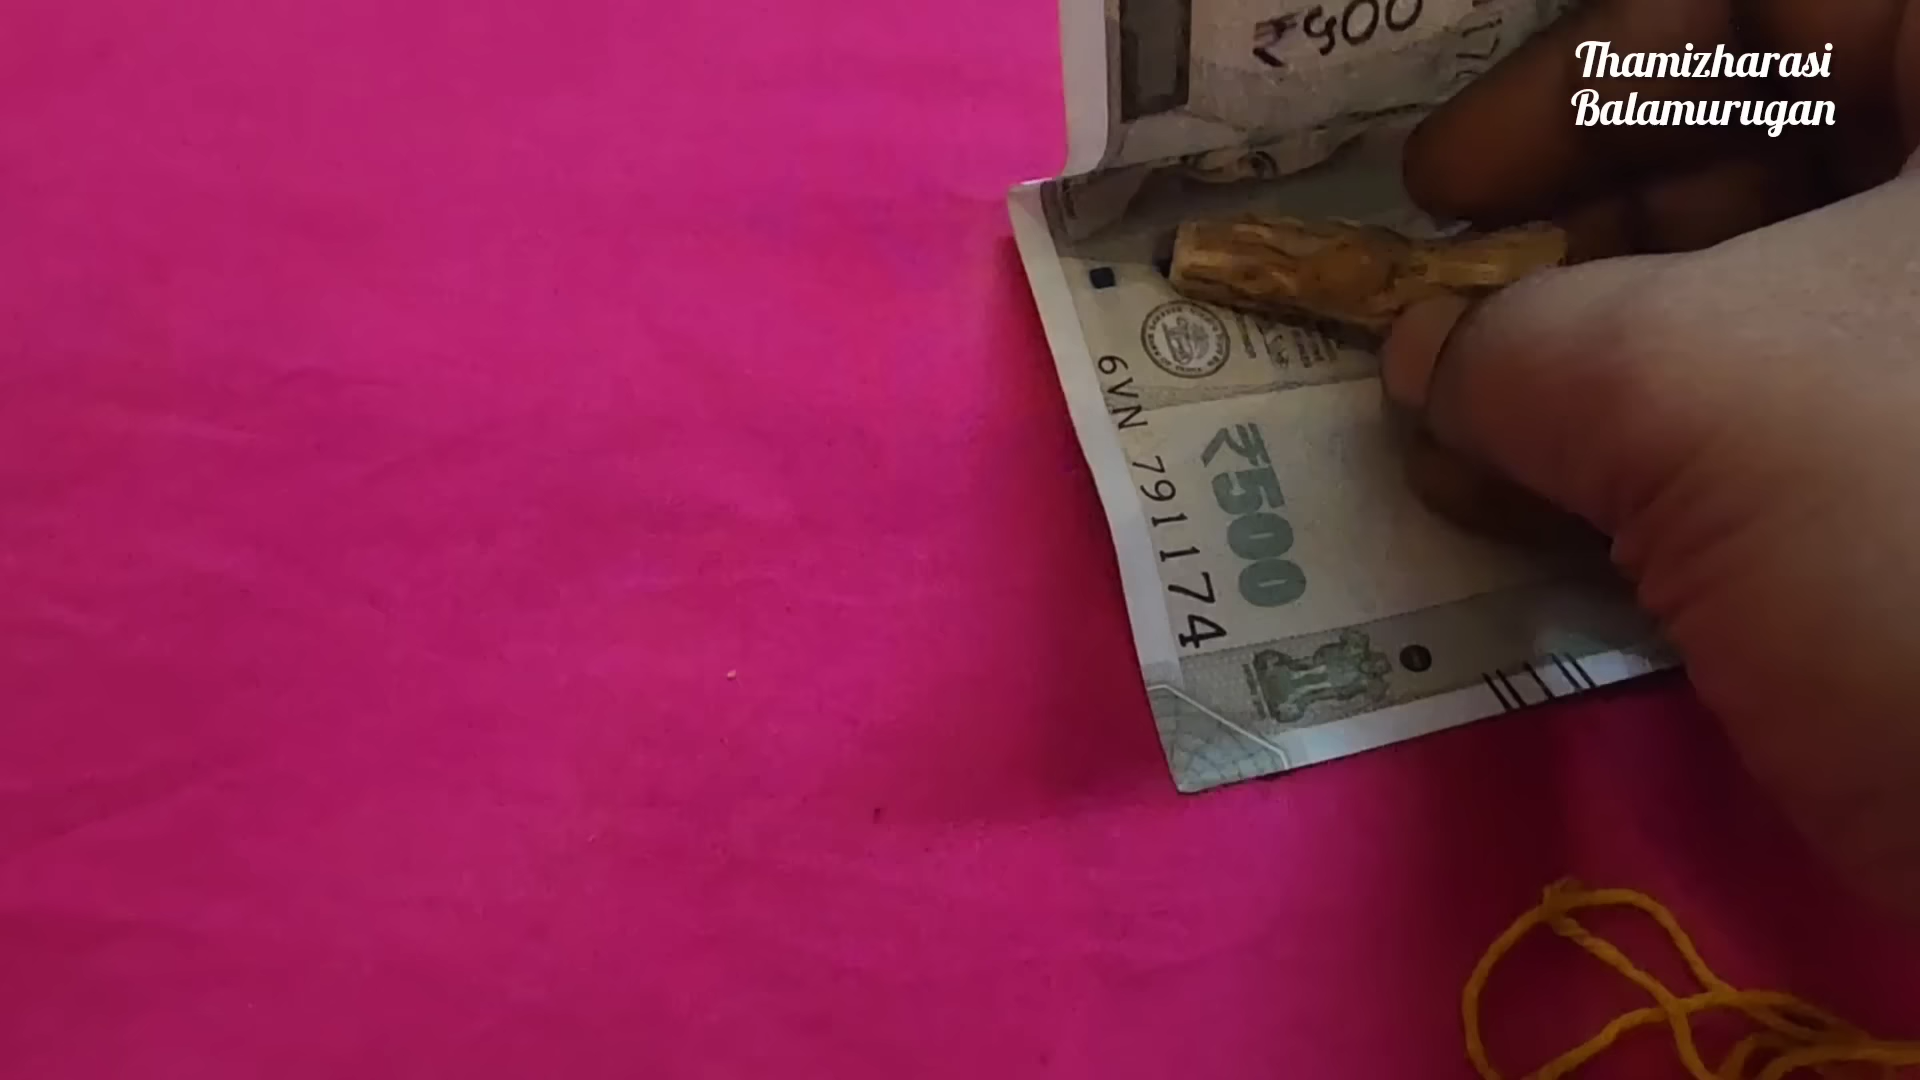 Thamizharasi
Balamurugan
₹500
6VN 791174
₹500